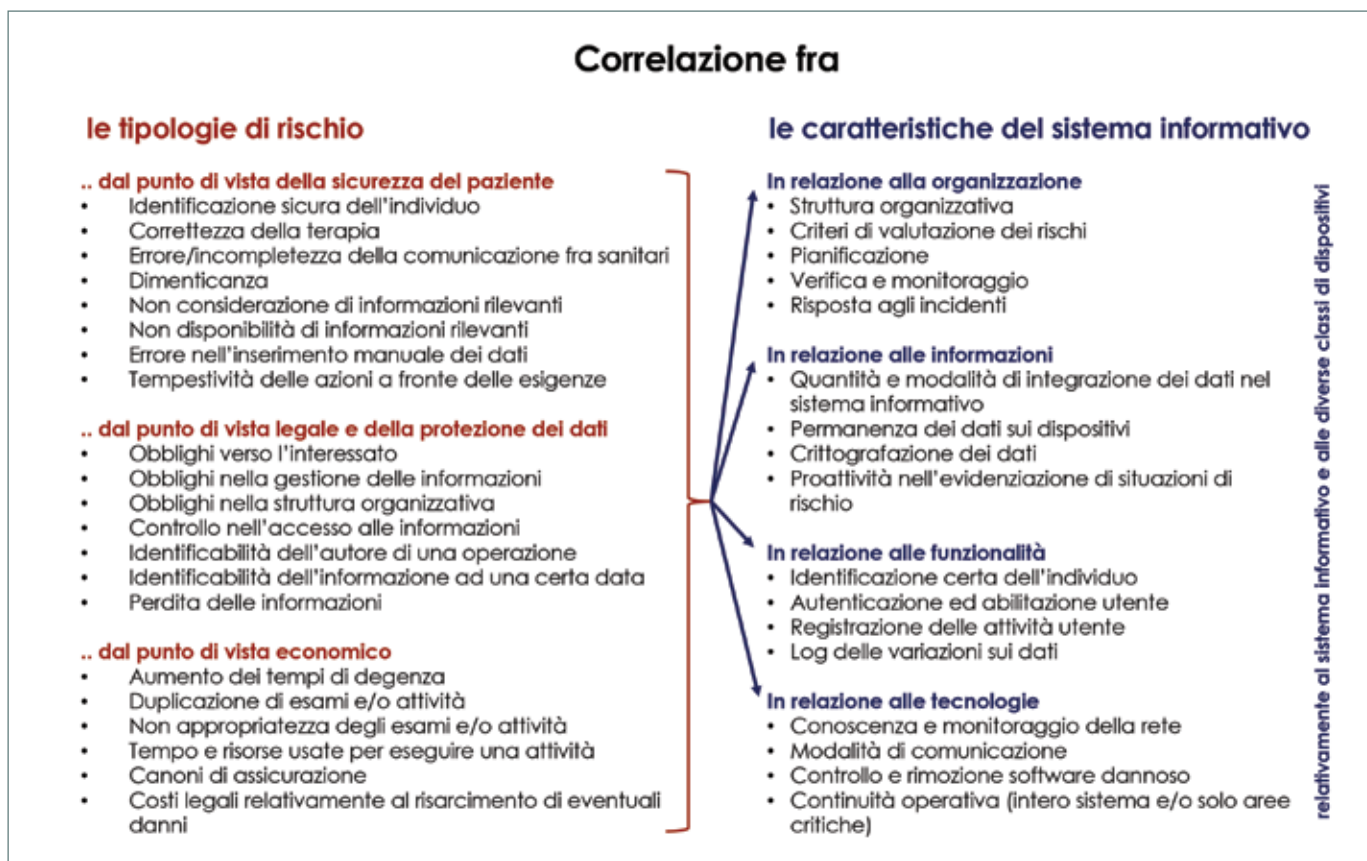 Correlazione fra
le tipologie di rischio
.. dal punto di vista della sicurezza del paziente
• Identificazione sicura dell'individuo
• Correttezza della terapia
• Errore/incompletezza della comunicazione fra sanitari
• Dimenticanza
• Non considerazione di informazioni rilevanti
• Non disponibilità di informazioni rilevanti
• Errore nell'inserimento manuale dei dati
• Tempestività delle azioni a fronte delle esigenze
.. dal punto di vista legale e della protezione dei dati
• Obblighi verso l'interessato
• Obblighi nella gestione delle informazioni
• Obblighi nella struttura organizzativa
• Controllo nell'accesso alle informazioni
• Identificabilità dell'autore di una operazione
• Identificabilità dell'informazione ad una certa data
• Perdita delle informazioni
.. dal punto di vista economico
• Aumento dei tempi di degenza
• Duplicazione di esami e/o attività
• Non appropriatezza degli esami e/o attività
• Tempo e risorse usate per eseguire una attività
• Canoni di assicurazione
• Costi legali relativamente al risarcimento di eventuali
danni
le caratteristiche del sistema informativo
In relazione alla organizzazione
• Struttura organizzativa
• Criteri di valutazione dei rischi
• Pianificazione
• Verifica e monitoraggio
• Risposta agli incidenti
In relazione alle informazioni
• Quantità e modalità di integrazione dei dati nel
sistema informativo
• Permanenza dei dati sui dispositivi
• Crittografazione dei dati
• Proattività nell'evidenziazione di situazioni di
rischio
In relazione alle funzionalità
• Identificazione certa dell'individuo
• Autenticazione ed abilitazione utente
• Registrazione delle attività utente
• Log delle variazioni sui dati
In relazione alle tecnologie
• Conoscenza e monitoraggio della rete
• Modalità di comunicazione
• Controllo e rimozione software dannoso
• Continuità operativa (intero sistema e/o solo aree
critiche)
relativamente al sistema informativo e alle diverse classi di dispositivi